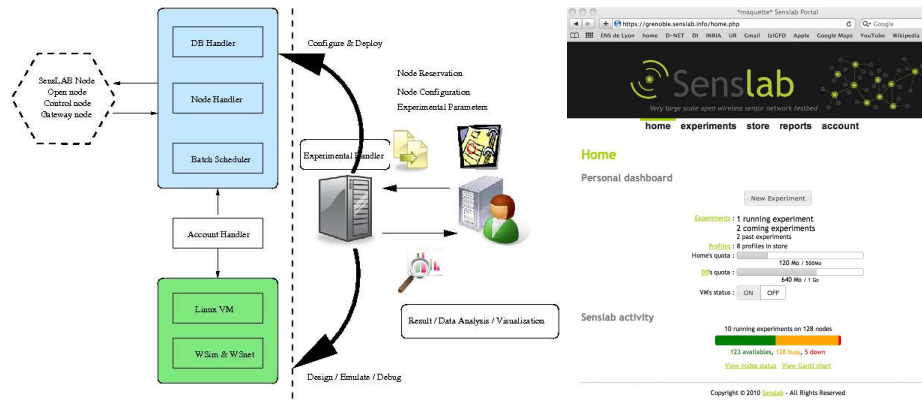 DB Handler
Configure & Deploy
SensLAB Node
Open node
Control node
Gateway node
Node Handler
Node Reservation
Node Configuration
Experimental Parameters
Batch Scheduler
Experimental Handler
Account Handler
Linux VM
WSim & WSnet
Result / Data Analysis / Visualization
Design / Emulate / Debug
*maquette* Senslab Portal
https://grenoble.senslab.info/home.php
Google
ENS de Lyon home D-NET DI INRIA UR Gmail IziGFD Apple Google Maps YouTube Wikipedia
Senslab
Very large scale open wireless sensor network testbed
home experiments store reports account
Home
Personal dashboard
New Experiment
Experiments : 1 running experiment
2 coming experiments
2 past experiments
Profiles : 8 profiles in store
Home's quota :
120 Mo / 500Mo
DB's quota :
640 Mo / 1 Go
VM's status : ON OFF
Senslab activity
10 running experiments on 128 nodes
123 availables, 128 busy, 5 down
View nodes status View Gantt chart
Copyright © 2010 Senslab - All Rights Reserved